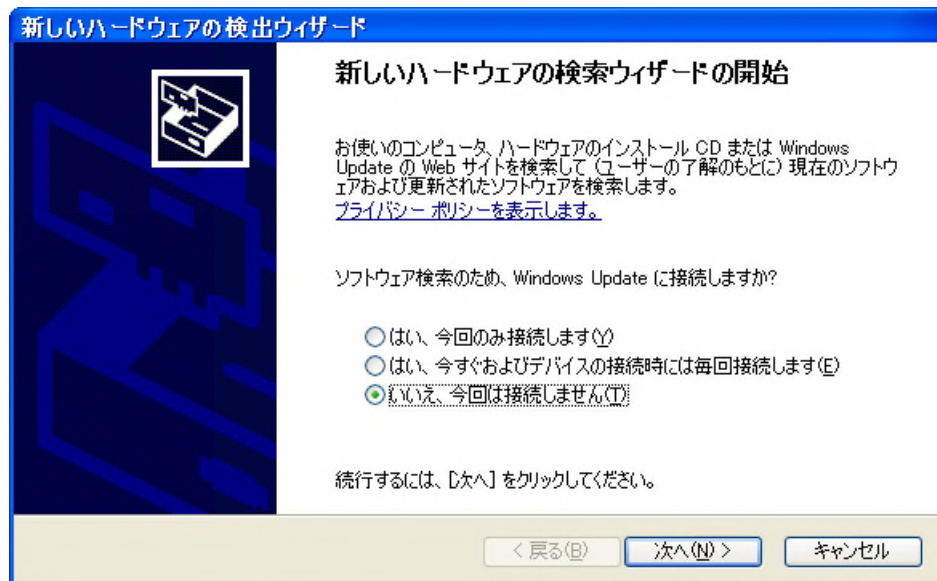 新しいハードウェアの検出ウィザード
新しいハードウェアの検索ウィザードの開始
お使いのコンピュータ、ハードウェアのインストール CD または Windows
Update の Web サイトを検索して (ユーザーの了解のもとに) 現在のソフトウ
ェアおよび更新されたソフトウェアを検索します。
プライバシー ポリシーを表示します。
ソフトウェア検索のため、Windows Update に接続しますか?
はい、今回のみ接続します(Y)
はい、今すぐおよびデバイスの接続時には毎回接続します(E)
いいえ、今回は接続しません(T)
続行するには、[次へ] をクリックしてください。
< 戻る(B)
次へ(N) >
キャンセル